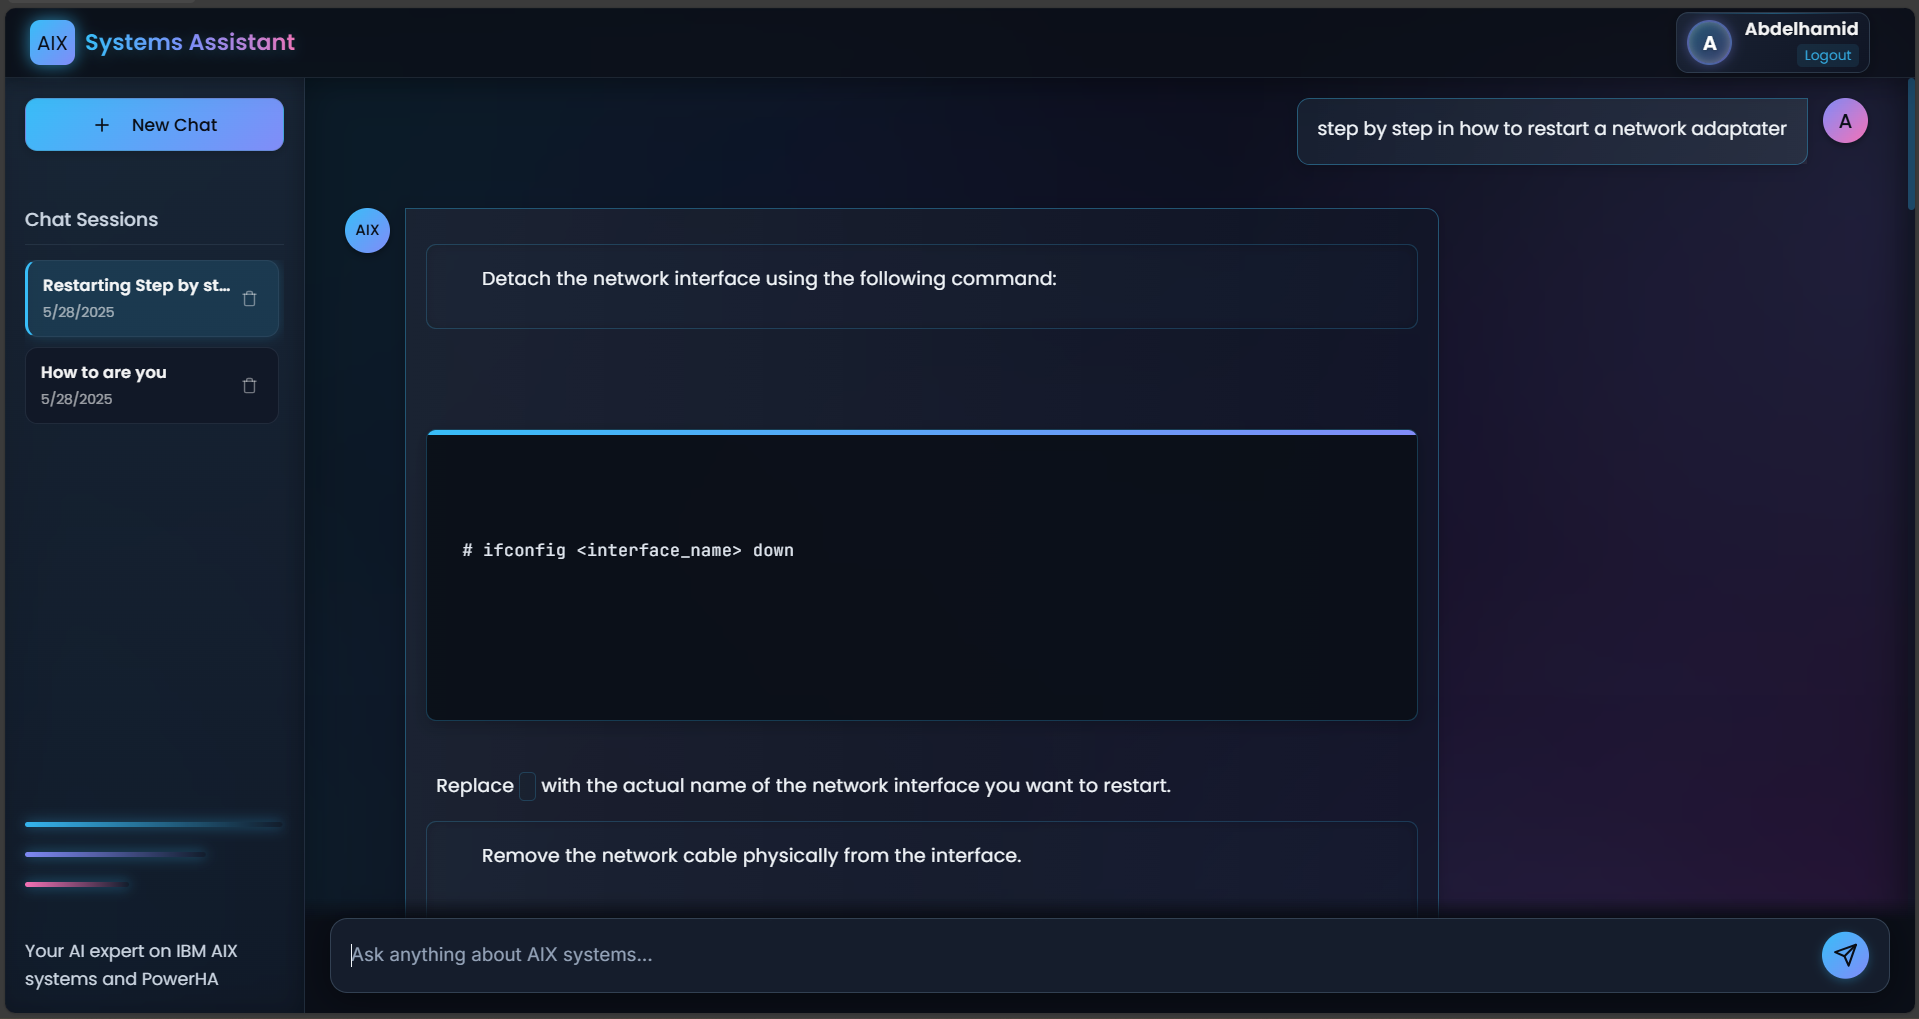 AIX Systems Assistant
A Abdelhamid
Logout
+ New Chat
Chat Sessions
Restarting Step by st...
5/28/2025
How to are you
5/28/2025
Your AI expert on IBM AIX
systems and PowerHA
step by step in how to restart a network adaptater
A
AIX
Detach the network interface using the following command:
# ifconfig <interface_name> down
Replace with the actual name of the network interface you want to restart.
Remove the network cable physically from the interface.
Ask anything about AIX systems...